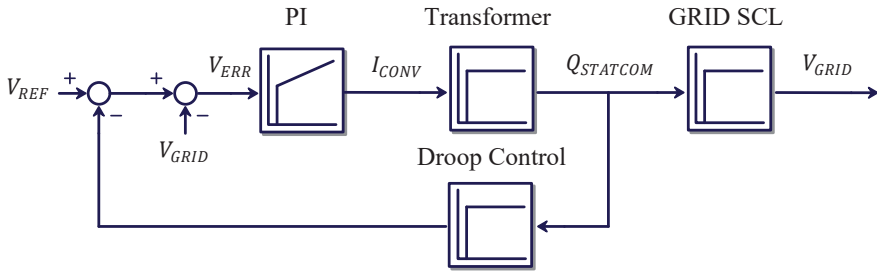 PI
Transformer
GRID SCL
V_REF
+
−
+
−
V_ERR
I_CONV
Q_STATCOM
V_GRID
V_GRID
Droop Control